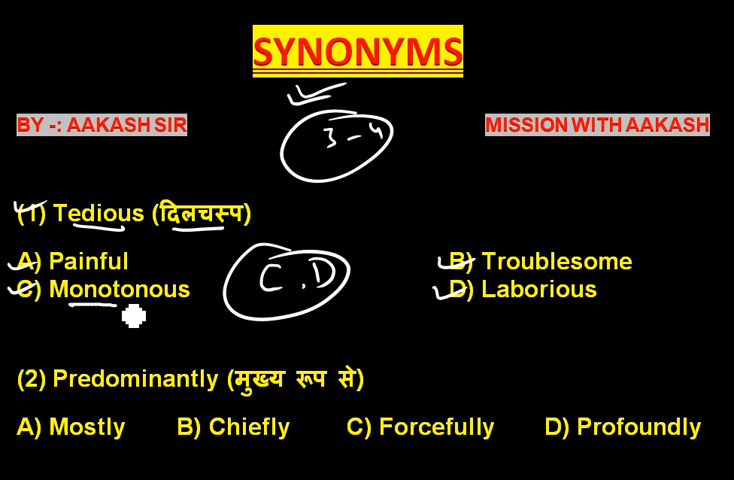 SYNONYMS
BY -: AAKASH SIR
3-4
MISSION WITH AAKASH
(1) Tedious (दिलचस्प)
A) Painful
B) Troublesome
C) Monotonous
C . D
D) Laborious
(2) Predominantly (मुख्य रूप से)
A) Mostly B) Chiefly C) Forcefully D) Profoundly